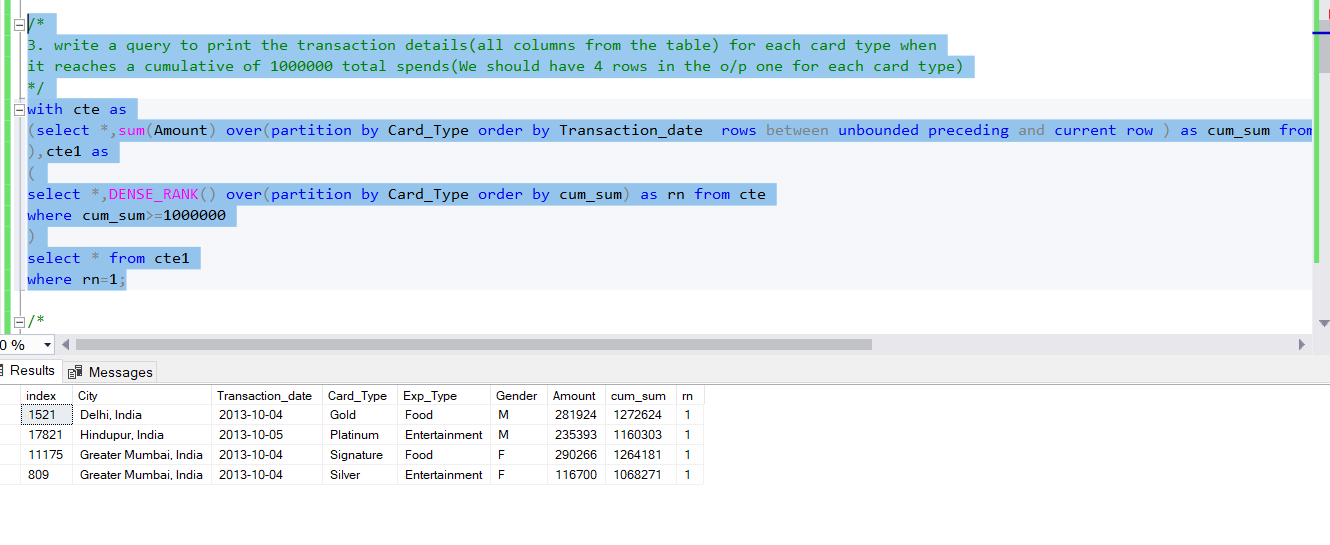 /*
3. write a query to print the transaction details(all columns from the table) for each card type when
it reaches a cumulative of 1000000 total spends(We should have 4 rows in the o/p one for each card type)
*/
with cte as
(select *,sum(Amount) over(partition by Card_Type order by Transaction_date  rows between unbounded preceding and current row ) as cum_sum from
),cte1 as
(
select *,DENSE_RANK() over(partition by Card_Type order by cum_sum) as rn from cte
where cum_sum>=1000000
)
select * from cte1
where rn=1;
/*
0 %
Results Messages
index City Transaction_date Card_Type Exp_Type Gender Amount cum_sum rn
1521 Delhi, India 2013-10-04 Gold Food M 281924 1272624 1
17821 Hindupur, India 2013-10-05 Platinum Entertainment M 235393 1160303 1
11175 Greater Mumbai, India 2013-10-04 Signature Food F 290266 1264181 1
809 Greater Mumbai, India 2013-10-04 Silver Entertainment F 116700 1068271 1